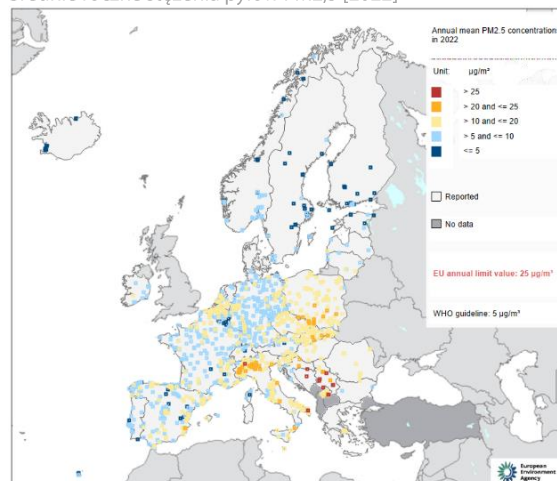 Annual mean PM2.5 concentration
in 2022
Unit: µg/m³
> 25
> 20 and <= 25
> 10 and <= 20
> 5 and <= 10
<= 5
Reported
No data
EU annual limit value: 25 µg/m³
WHO guideline: 5 µg/m³
European
Environment
Agency